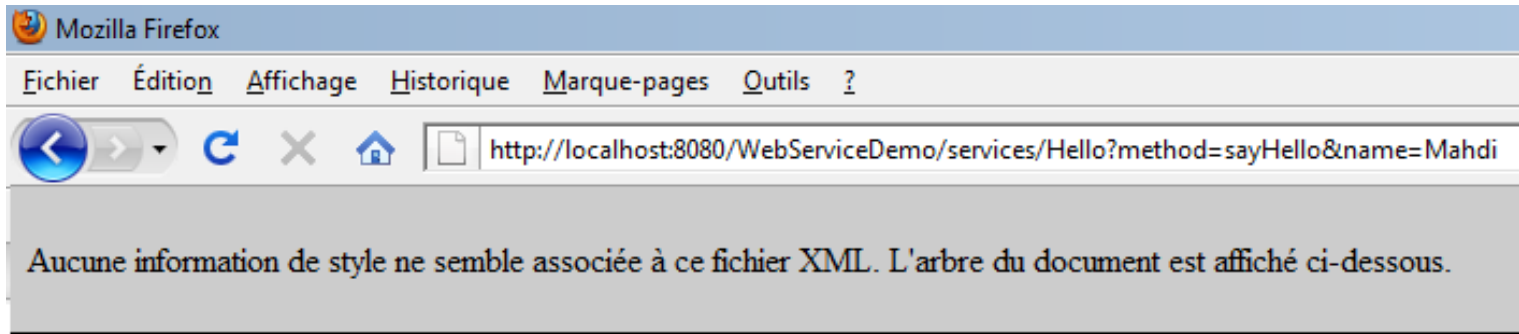 Mozilla Firefox
Fichier Édition Affichage Historique Marque-pages Outils ?
http://localhost:8080/WebServiceDemo/services/Hello?method=sayHello&name=Mahdi
Aucune information de style ne semble associée à ce fichier XML. L'arbre du document est affiché ci-dessous.